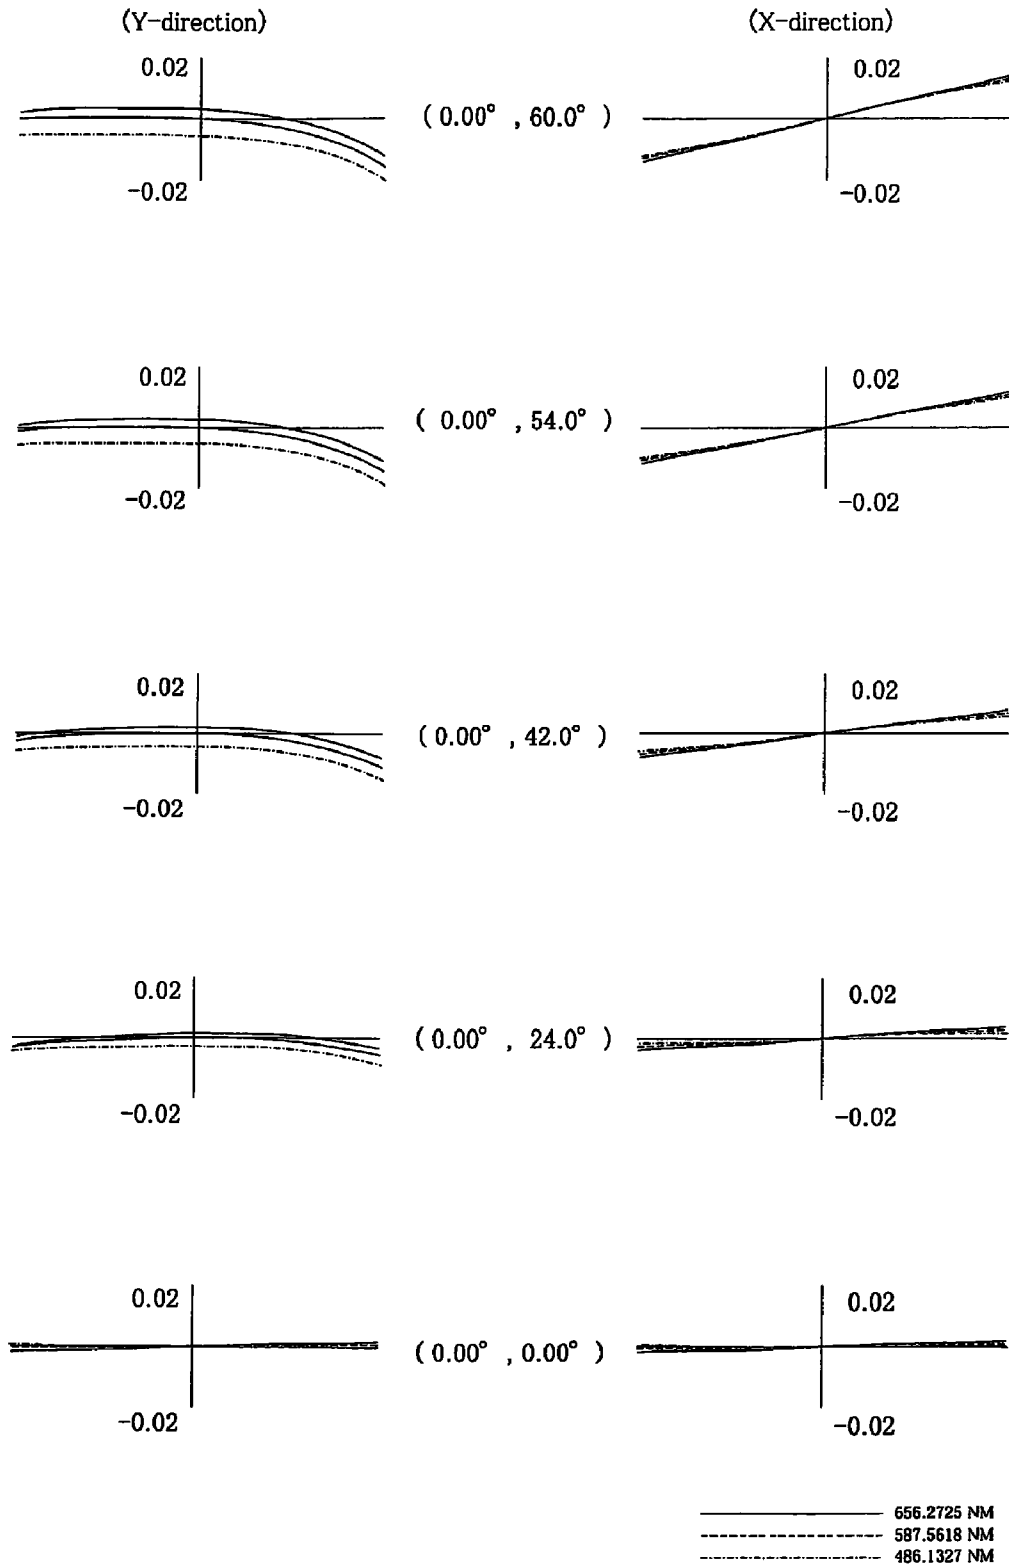 (Y-direction) (X-direction)
0.02 0.02
( 0.00° , 60.0° )
-0.02 -0.02
0.02 0.02
( 0.00° , 54.0° )
-0.02 -0.02
0.02 0.02
( 0.00° , 42.0° )
-0.02 -0.02
0.02 0.02
( 0.00° , 24.0° )
-0.02 -0.02
0.02 0.02
( 0.00° , 0.00° )
-0.02 -0.02
656.2725 NM
587.5618 NM
486.1327 NM